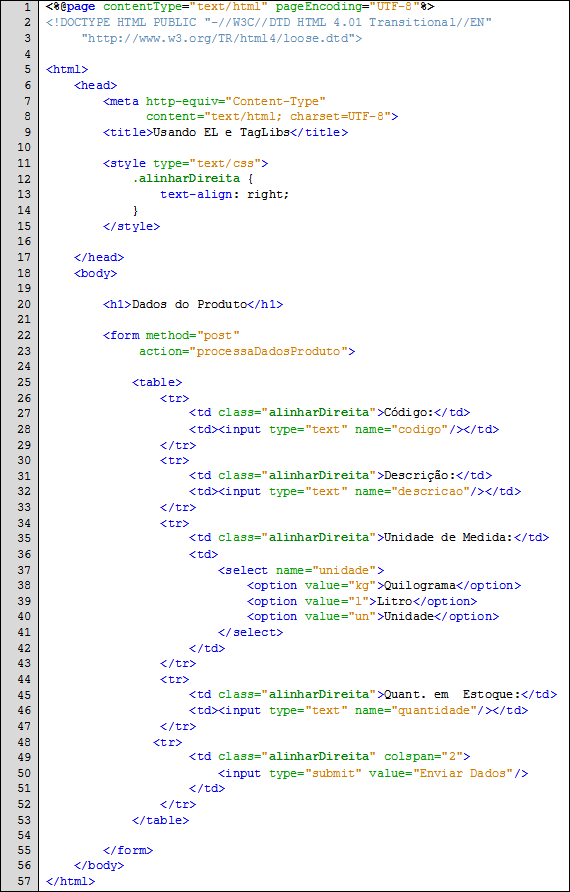 1 <%@page contentType="text/html" pageEncoding="UTF-8"%>
2 <!DOCTYPE HTML PUBLIC "-//W3C//DTD HTML 4.01 Transitional//EN"
3 "http://www.w3.org/TR/html4/loose.dtd">
4
5 <html>
6 <head>
7 <meta http-equiv="Content-Type"
8 content="text/html; charset=UTF-8">
9 <title>Usando EL e TagLibs</title>
10
11 <style type="text/css">
12 .alinharDireita {
13 text-align: right;
14 }
15 </style>
16
17 </head>
18 <body>
19
20 <h1>Dados do Produto</h1>
21
22 <form method="post"
23 action="processaDadosProduto">
24
25 <table>
26 <tr>
27 <td class="alinharDireita">Código:</td>
28 <td><input type="text" name="codigo"/></td>
29 </tr>
30 <tr>
31 <td class="alinharDireita">Descrição:</td>
32 <td><input type="text" name="descricao"/></td>
33 </tr>
34 <tr>
35 <td class="alinharDireita">Unidade de Medida:</td>
36 <td>
37 <select name="unidade">
38 <option value="kg">Quilograma</option>
39 <option value="l">Litro</option>
40 <option value="un">Unidade</option>
41 </select>
42 </td>
43 </tr>
44 <tr>
45 <td class="alinharDireita">Quant. em  Estoque:</td>
46 <td><input type="text" name="quantidade"/></td>
47 </tr>
48 <tr>
49 <td class="alinharDireita" colspan="2">
50 <input type="submit" value="Enviar Dados"/>
51 </td>
52 </tr>
53 </table>
54
55 </form>
56 </body>
57 </html>